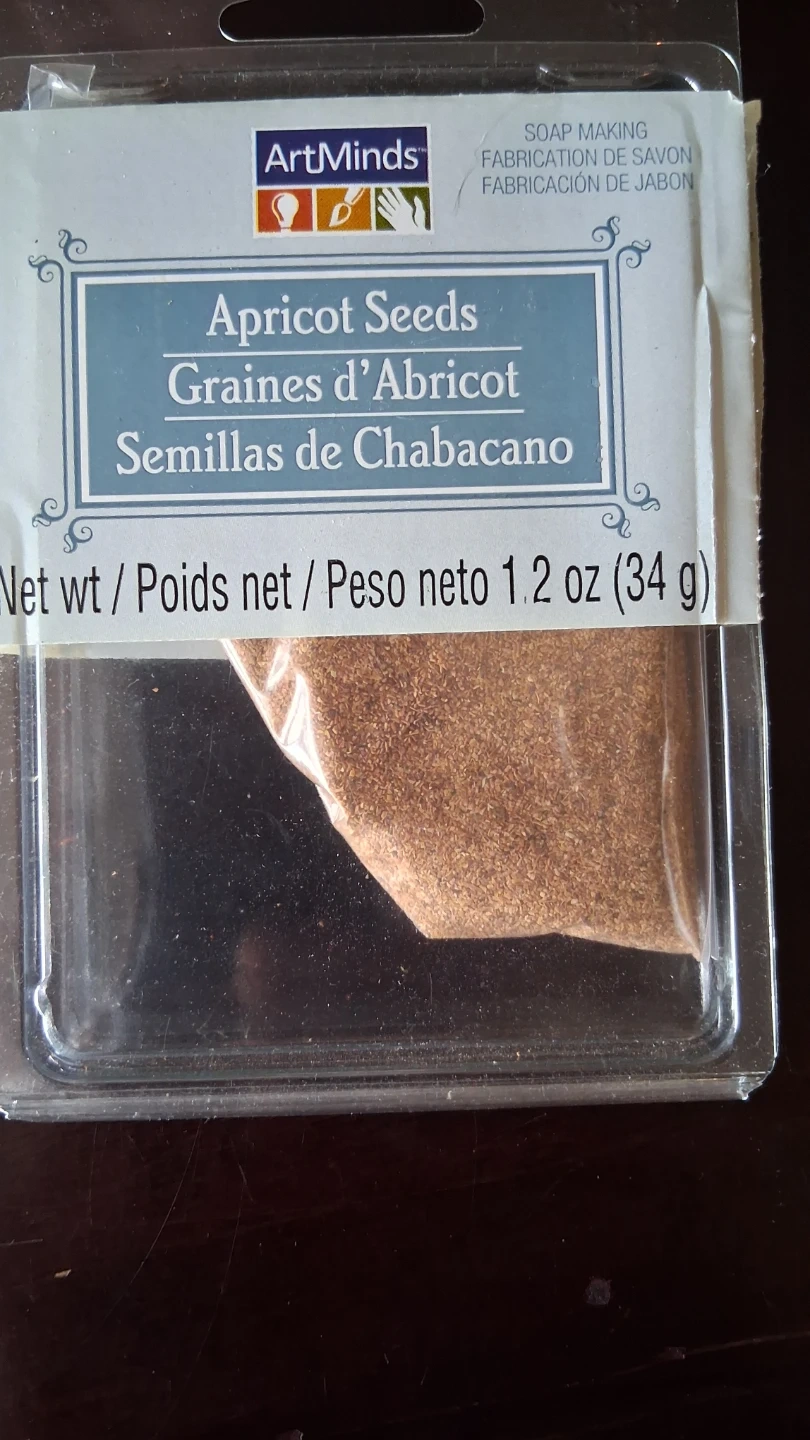 ArtMinds™
SOAP MAKING
FABRICATION DE SAVON
FABRICACIÓN DE JABON
Apricot Seeds
Graines d'Abricot
Semillas de Chabacano
Net wt / Poids net / Peso neto 1.2 oz (34 g)